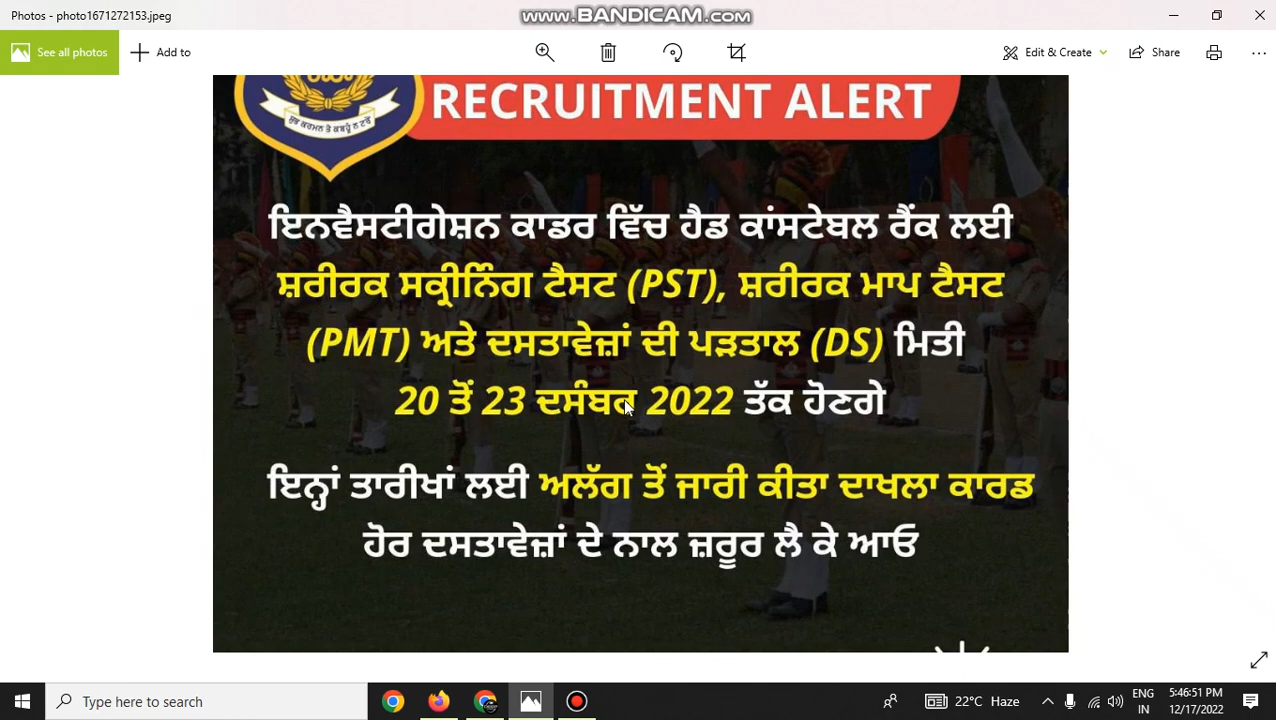 Photos - photo1671272153.jpeg
www.BANDICAM.com
See all photos
Add to
Edit & Create
Share
RECRUITMENT ALERT
ਸ਼ੁਭ ਕਰਮਨ ਤੇ ਕਬਹੂੰ ਨ ਟਰੋਂ
ਇਨਵੈਸਟੀਗੇਸ਼ਨ ਕਾਡਰ ਵਿੱਚ ਹੈਡ ਕਾਂਸਟੇਬਲ ਰੈਂਕ ਲਈ
ਸ਼ਰੀਰਕ ਸਕ੍ਰੀਨਿੰਗ ਟੈਸਟ (PST), ਸ਼ਰੀਰਕ ਮਾਪ ਟੈਸਟ
(PMT) ਅਤੇ ਦਸਤਾਵੇਜ਼ਾਂ ਦੀ ਪੜਤਾਲ (DS) ਮਿਤੀ
20 ਤੋਂ 23 ਦਸੰਬਰ 2022 ਤੱਕ ਹੋਣਗੇ
ਇਨ੍ਹਾਂ ਤਾਰੀਖਾਂ ਲਈ ਅਲੱਗ ਤੋਂ ਜਾਰੀ ਕੀਤਾ ਦਾਖਲਾ ਕਾਰਡ
ਹੋਰ ਦਸਤਾਵੇਜ਼ਾਂ ਦੇ ਨਾਲ ਜ਼ਰੂਰ ਲੈ ਕੇ ਆਓ
Type here to search
22°C Haze
ENG
IN
5:46:51 PM
12/17/2022